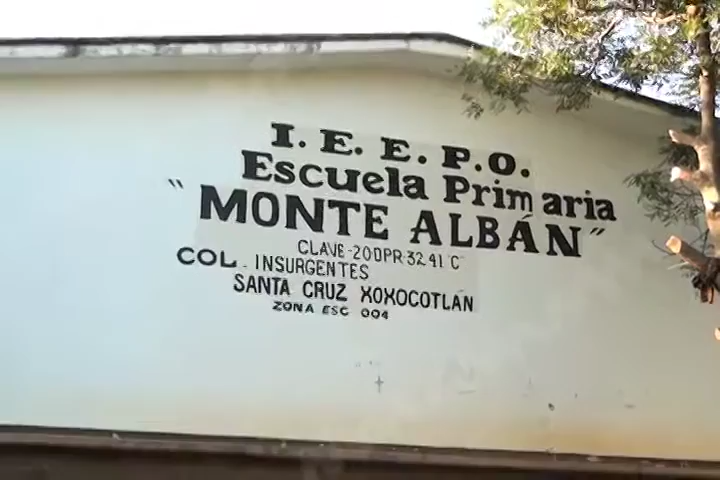 I. E. E. P. O.
Escuela Primaria
"MONTE ALBÁN"
CLAVE-20DPR3241C
COL. INSURGENTES
SANTA CRUZ XOXOCOTLÁN
ZONA ESC 004